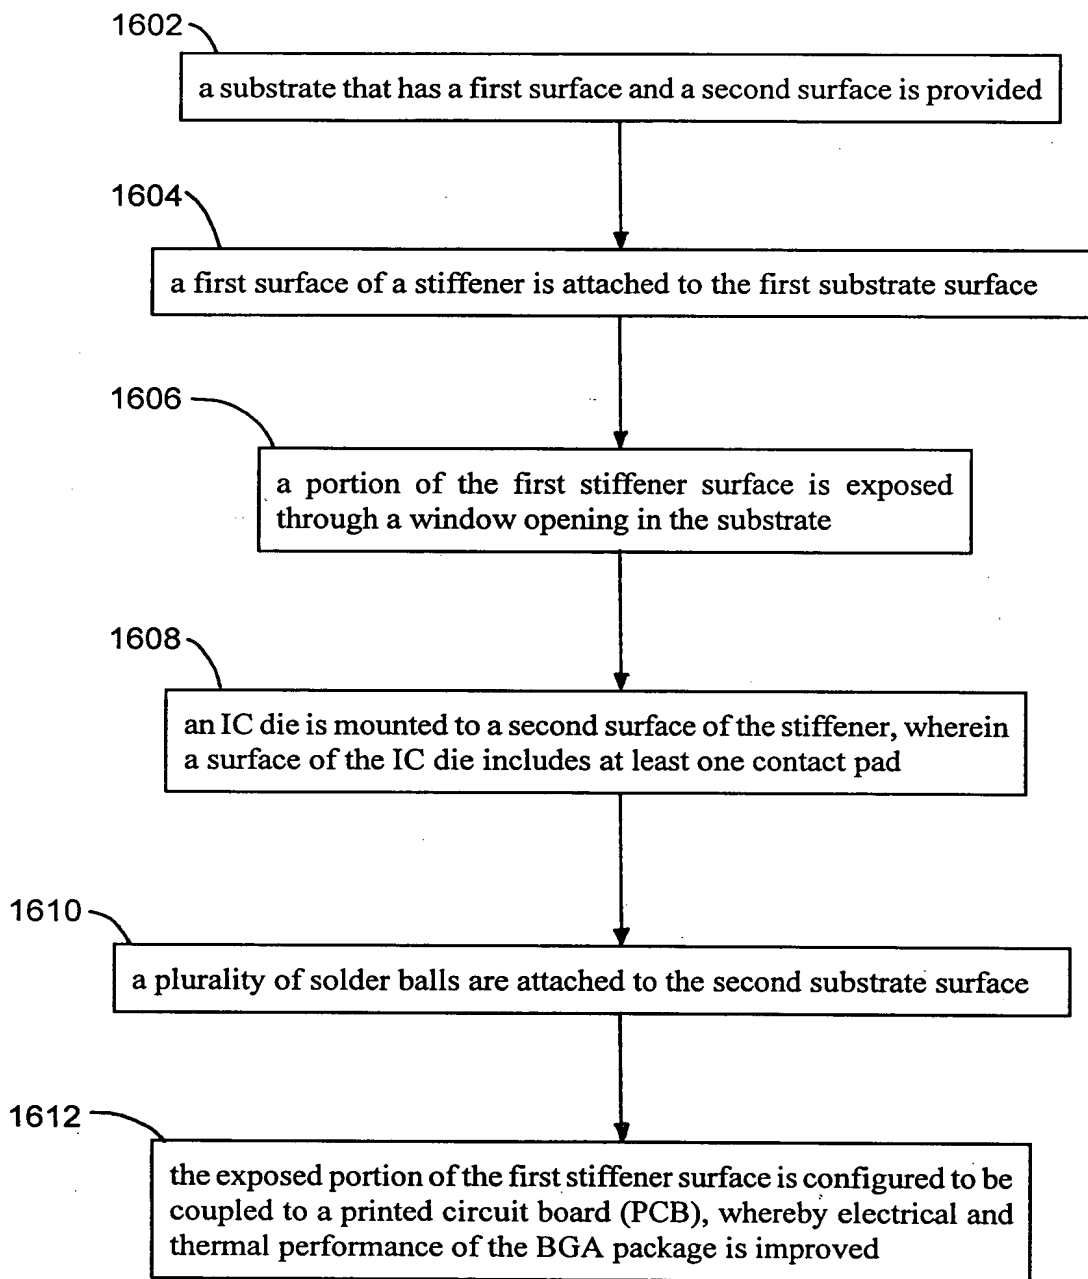 1602
a substrate that has a first surface and a second surface is provided
1604
a first surface of a stiffener is attached to the first substrate surface
1606
a portion of the first stiffener surface is exposed
through a window opening in the substrate
1608
an IC die is mounted to a second surface of the stiffener, wherein
a surface of the IC die includes at least one contact pad
1610
a plurality of solder balls are attached to the second substrate surface
1612
the exposed portion of the first stiffener surface is configured to be
coupled to a printed circuit board (PCB), whereby electrical and
thermal performance of the BGA package is improved